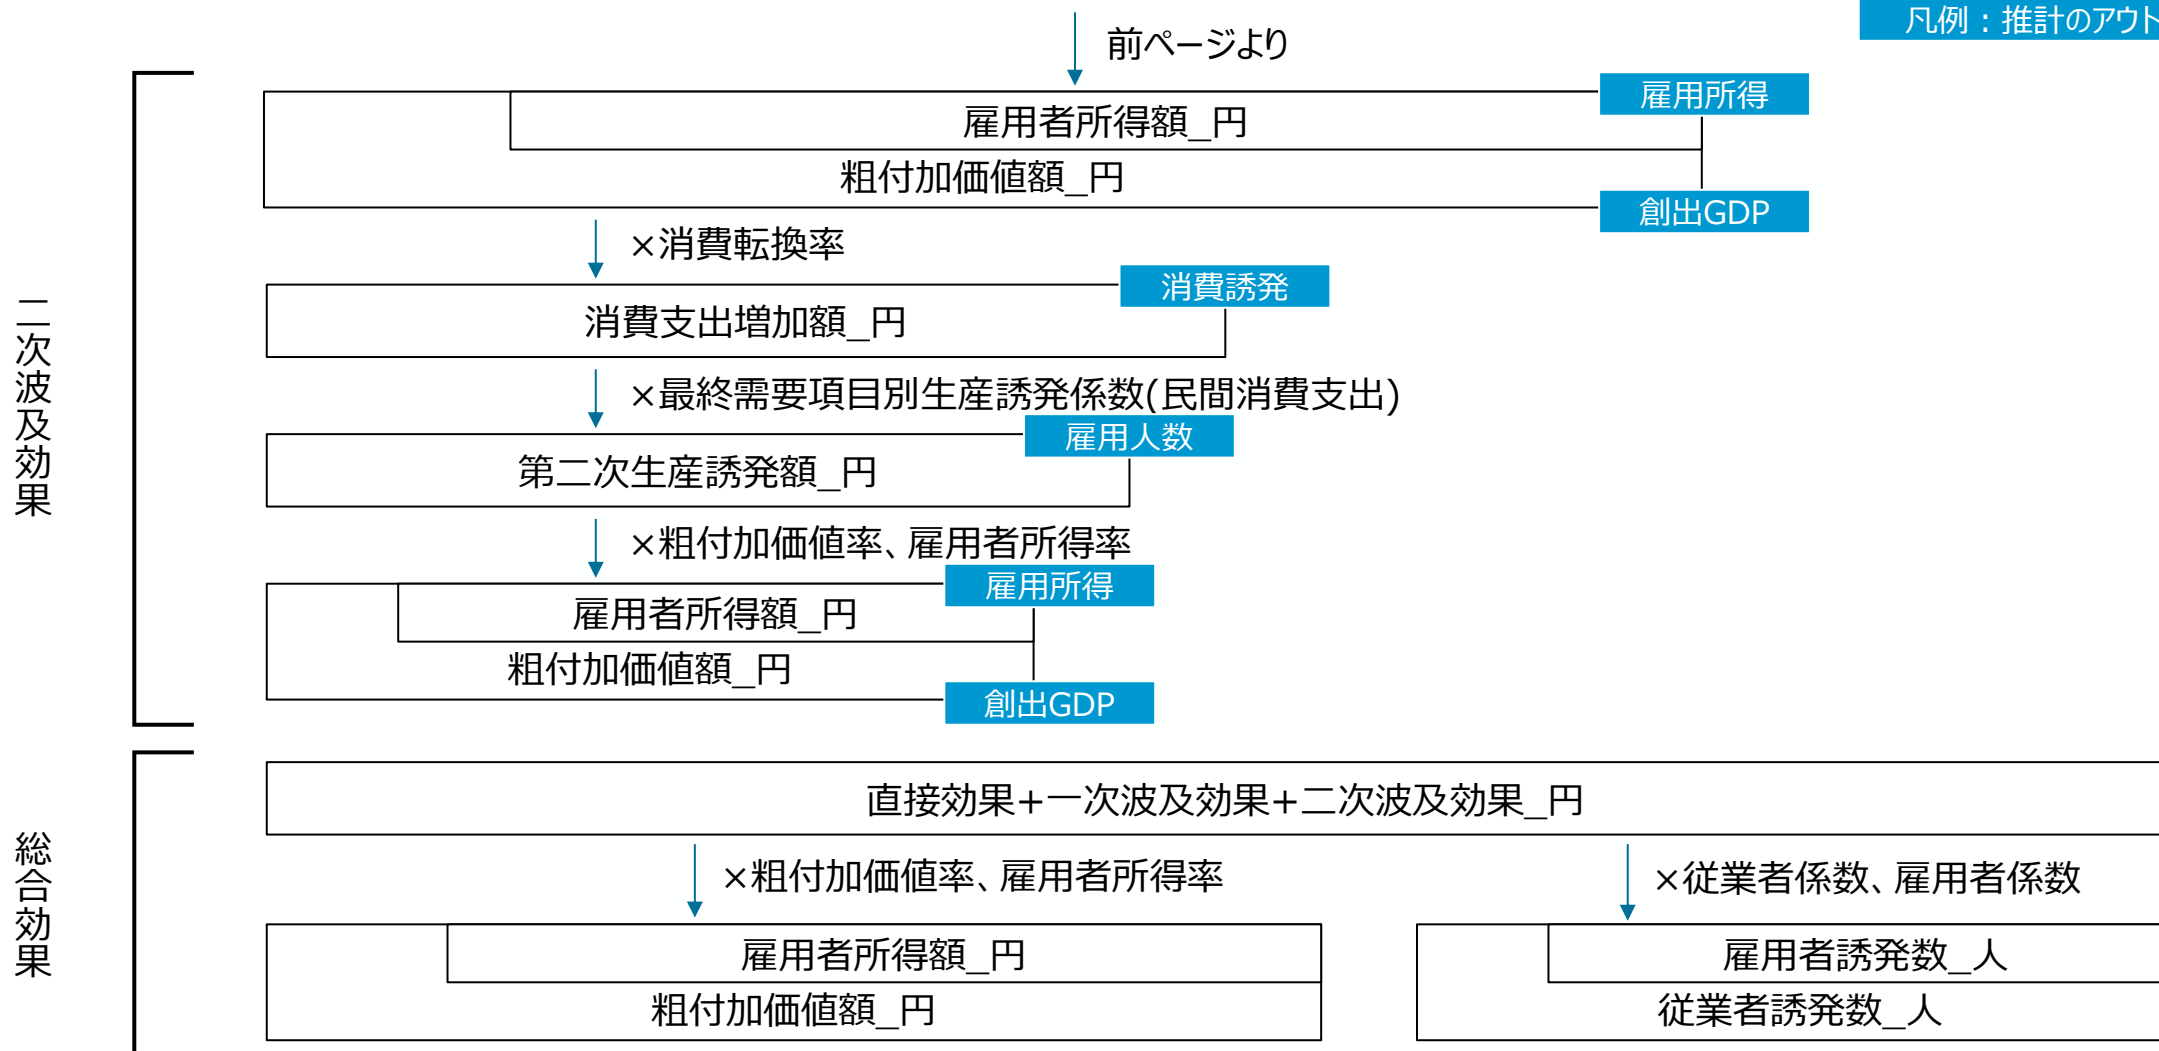 凡例：推計のアウト
前ページより
雇用所得
雇用者所得額_円
粗付加価値額_円
創出GDP
×消費転換率
消費誘発
消費支出増加額_円
×最終需要項目別生産誘発係数(民間消費支出)
雇用人数
第二次生産誘発額_円
×粗付加価値率、雇用者所得率
雇用所得
雇用者所得額_円
粗付加価値額_円
創出GDP
二次波及効果
直接効果+一次波及効果+二次波及効果_円
×粗付加価値率、雇用者所得率
×従業者係数、雇用者係数
雇用者所得額_円
粗付加価値額_円
雇用者誘発数_人
従業者誘発数_人
総合効果